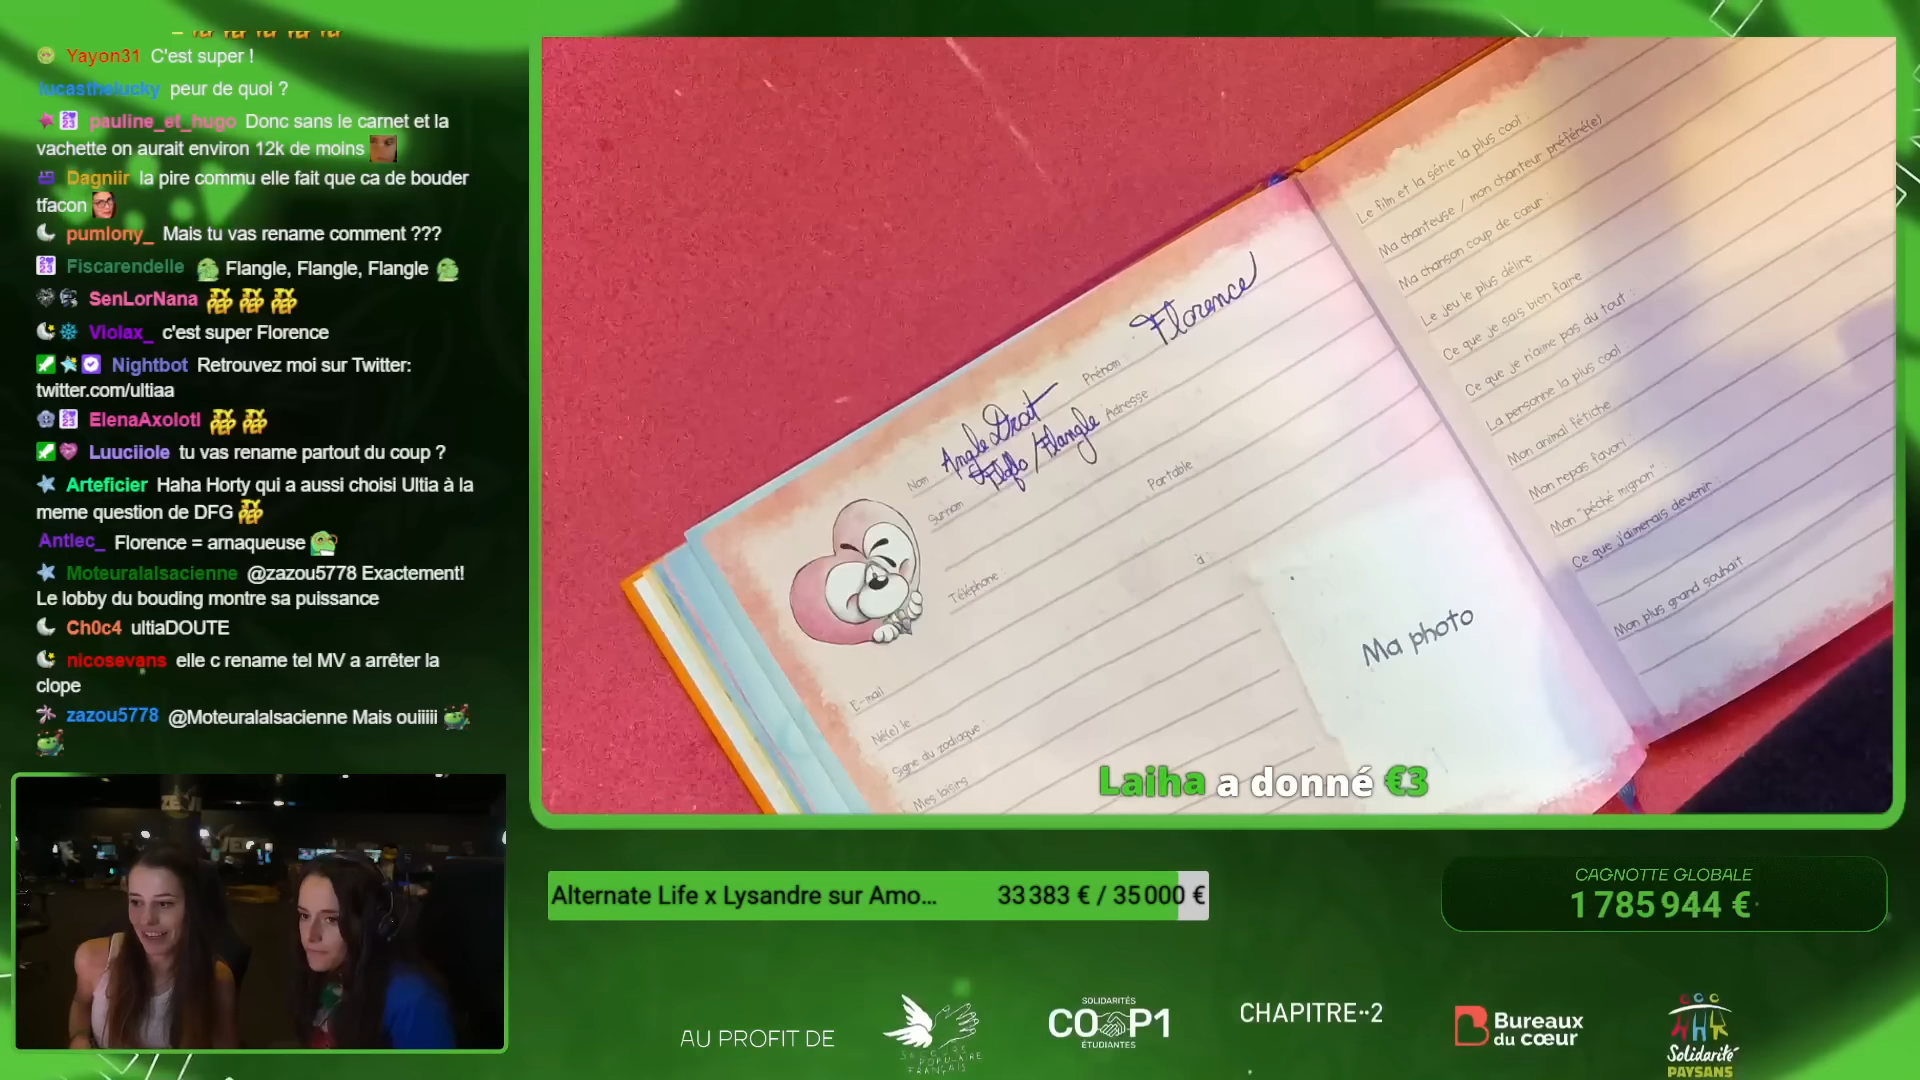 Yayon31 C'est super !
lucasthelucky peur de quoi ?
pauline_et_hugo Donc sans le carnet et la
vachette on aurait environ 12k de moins
Dagniir la pire commu elle fait que ca de bouder
tfacon
pumlony_ Mais tu vas rename comment ???
Fiscarendelle Flangle, Flangle, Flangle
SenLorNana
Violax_ c'est super Florence
Nightbot Retrouvez moi sur Twitter:
twitter.com/ultiaa
ElenaAxolotl
Luuciiole tu vas rename partout du coup ?
Arteficier Haha Horty qui a aussi choisi Ultia à la
meme question de DFG
Antlec_ Florence = arnaqueuse
Moteuralalsacienne @zazou5778 Exactement!
Le lobby du bouding montre sa puissance
Ch0c4 ultiaDOUTE
nicosevans elle c rename tel MV a arrêter la
clope
zazou5778 @Moteuralalsacienne Mais ouiiiii
Nom Angle Droit Prénom : Florence
Surnom Adresse
/ Flangle
Téléphone : Portable
à :
E-mail
Né(e) le
Signe du zodiaque :
Mes loisirs
Ma photo
Le film et la série la plus cool :
Ma chanteuse / mon chanteur préféré(e)
Ma chanson coup de cœur :
Le jeu le plus délire
Ce que je sais bien faire
Ce que je n'aime pas du tout :
La personne la plus cool :
Mon animal fétiche
Mon repas favori :
Mon "péché mignon"
Ce que j'aimerais devenir
Mon plus grand souhait
Laiha a donné €3
Alternate Life x Lysandre sur Amo... 33 383 € / 35 000 €
CAGNOTTE GLOBALE
1 785 944 €
AU PROFIT DE
SECOURS
POPULAIRE
FRANÇAIS
SOLIDARITÉS
COP1
ÉTUDIANTES
CHAPITRE··2
Bureaux
du cœur
Solidarité
PAYSANS